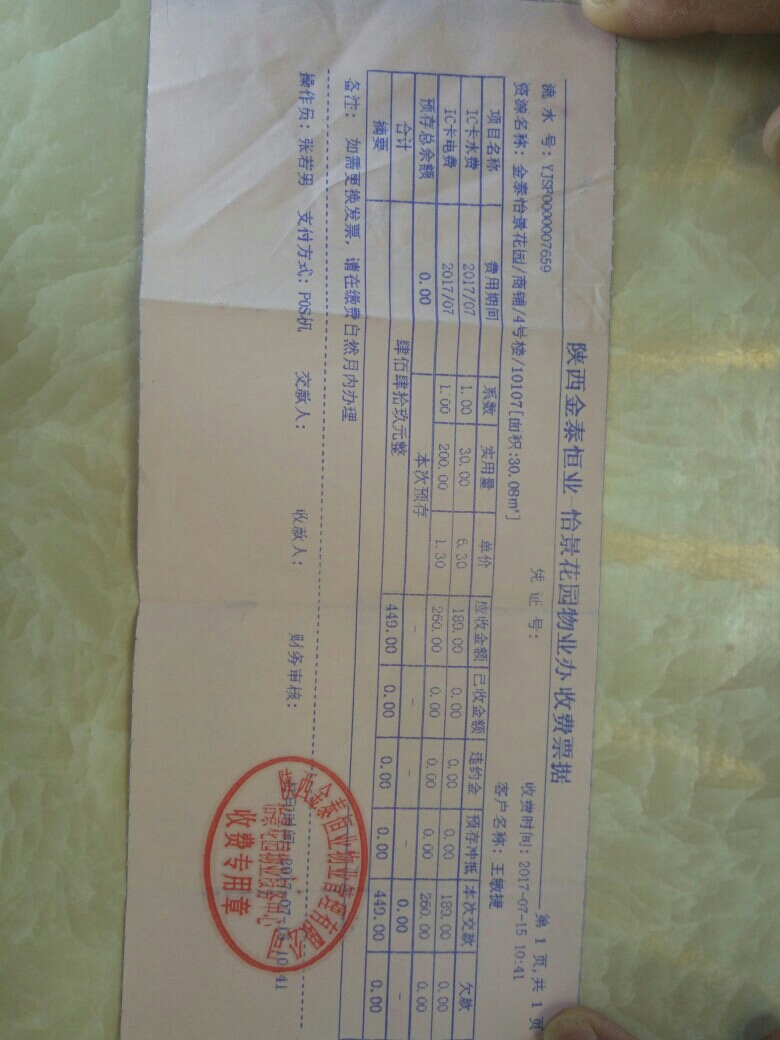 陕西金泰恒业 怡景花园物业办收费票据
第 1 页,共 1 页
流 水 号: YJSF0000007659 凭 证 号: 收费时间: 2017-07-15 10:41
资源名称: 金泰怡景花园/商铺/4号楼/10107[面积:30.08m²] 客户名称: 王敏捷
项目名称 费用期间 系数 实用量 单价 应收金额 已收金额 违约金 预存冲抵 本次交款 欠款
IC卡水费 2017/07 1.00 30.00 6.30 189.00 0.00 0.00 0.00 189.00 0.00
IC卡电费 2017/07 1.00 200.00 1.30 260.00 0.00 0.00 0.00 260.00 0.00
预存总余额 0.00 本次预存 - - - - 0.00 -
合计 肆佰肆拾玖元整 449.00 0.00 0.00 0.00 449.00 0.00
摘要
备注: 如需更换发票, 请在缴费自然月内办理
操作员: 张若男 支付方式: POS机 交款人: 收款人: 财务审核:
打印时间: 2017-07-15 10:41
陕西金泰恒业物业管理有限公司
怡景花园物业服务中心
收费专用章